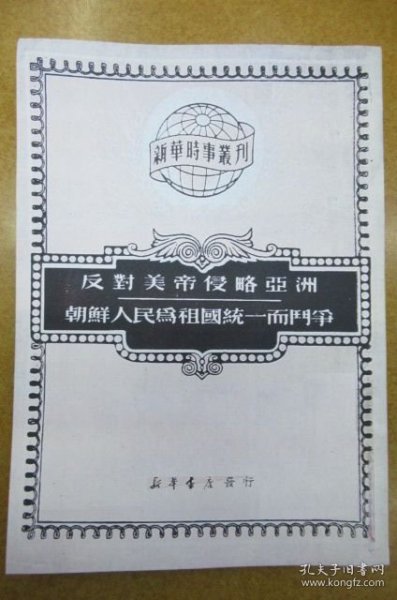 新華時事叢刊
反對美帝侵略亞洲
朝鮮人民爲祖國統一而鬥爭
新華書店發行
孔夫子旧书网
www.kongfz.com